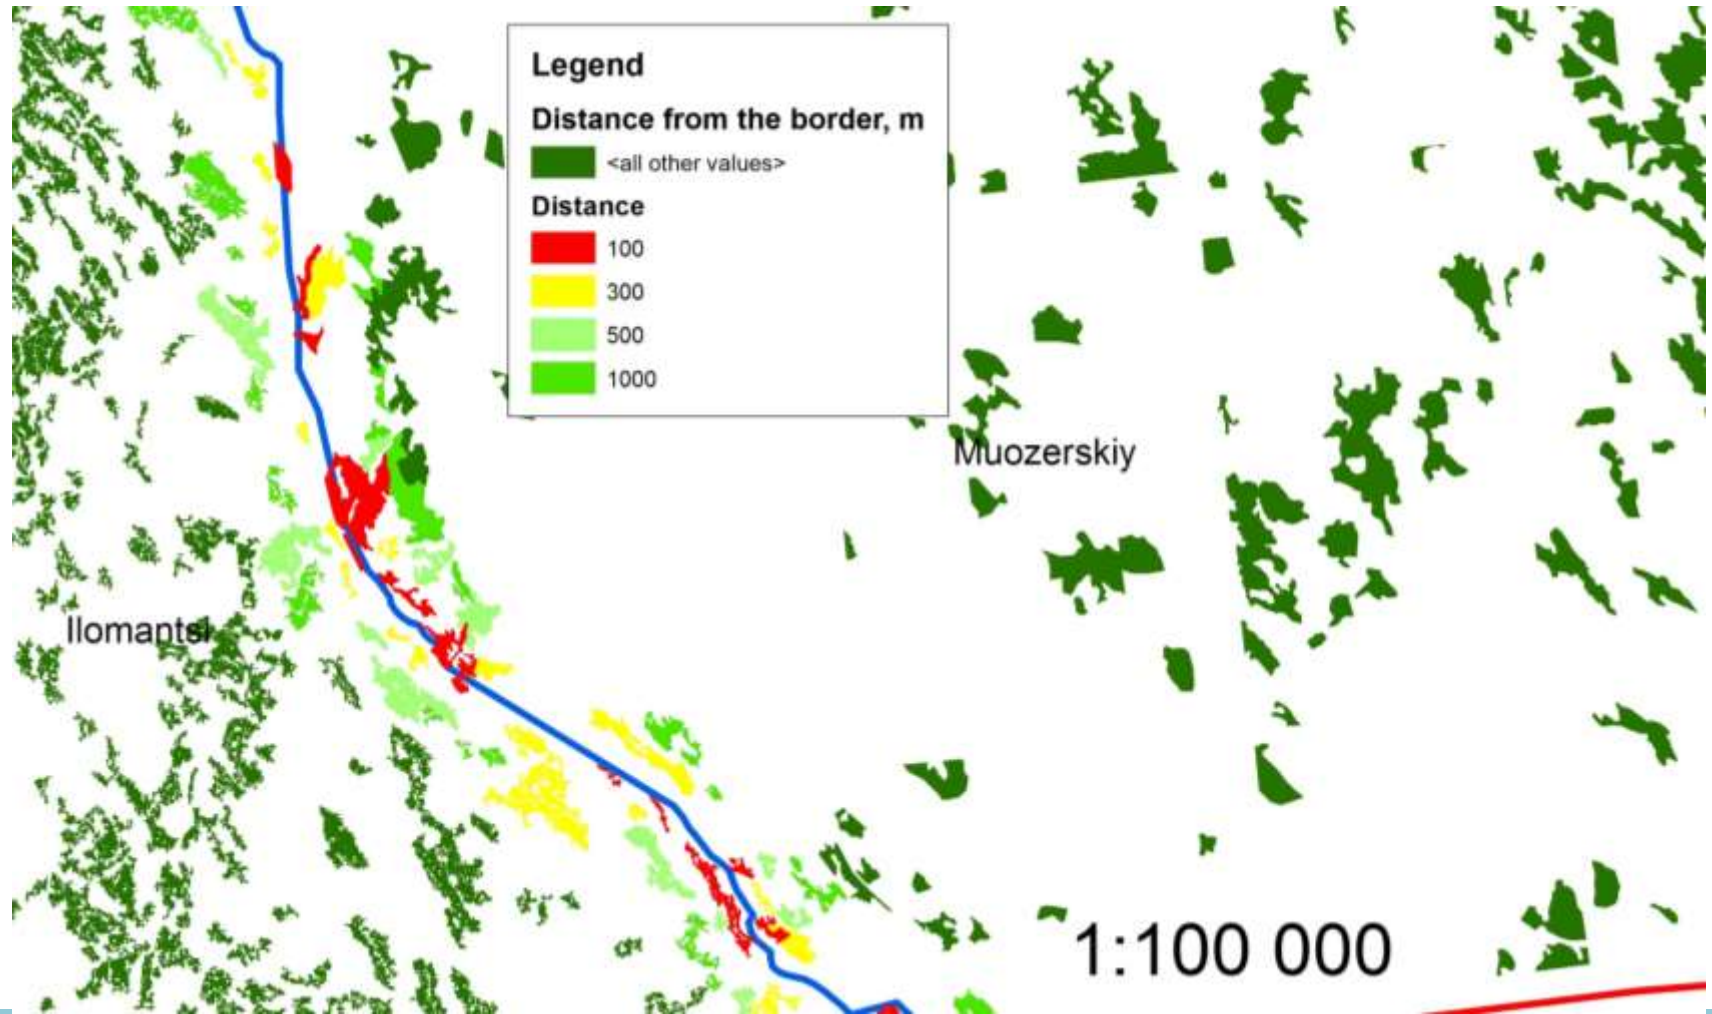 Legend
Distance from the border, m
<all other values>
Distance
100
300
500
1000
Muozerskiy
Ilomantsi
1:100 000